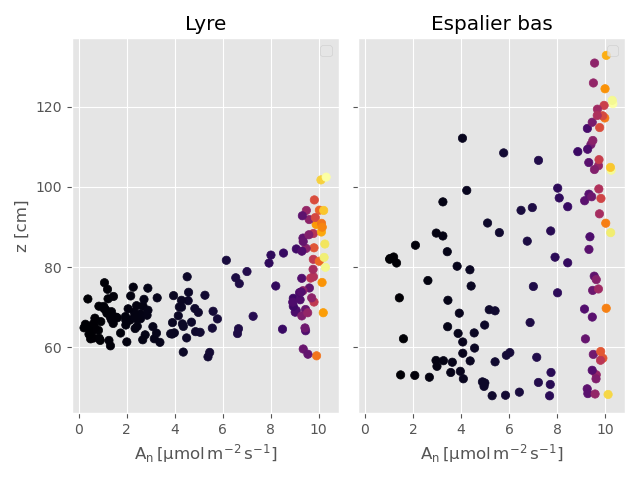 Lyre
Espalier bas
z [cm]
120
100
80
60
0 2 4 6 8 10
0 2 4 6 8 10
Aₙ [μmol m⁻² s⁻¹]
Aₙ [μmol m⁻² s⁻¹]